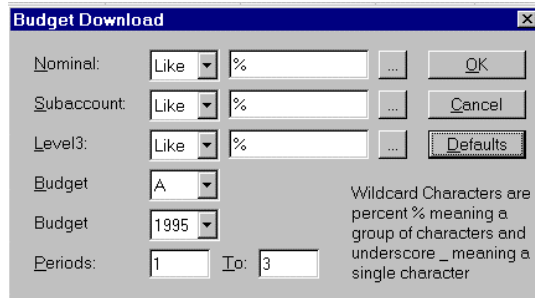 Budget Download
Nominal: Like % ... OK
Subaccount: Like % ... Cancel
Level3: Like % ... Defaults
Budget A
Budget 1995
Periods: 1 To: 3
Wildcard Characters are
percent % meaning a
group of characters and
underscore _ meaning a
single character